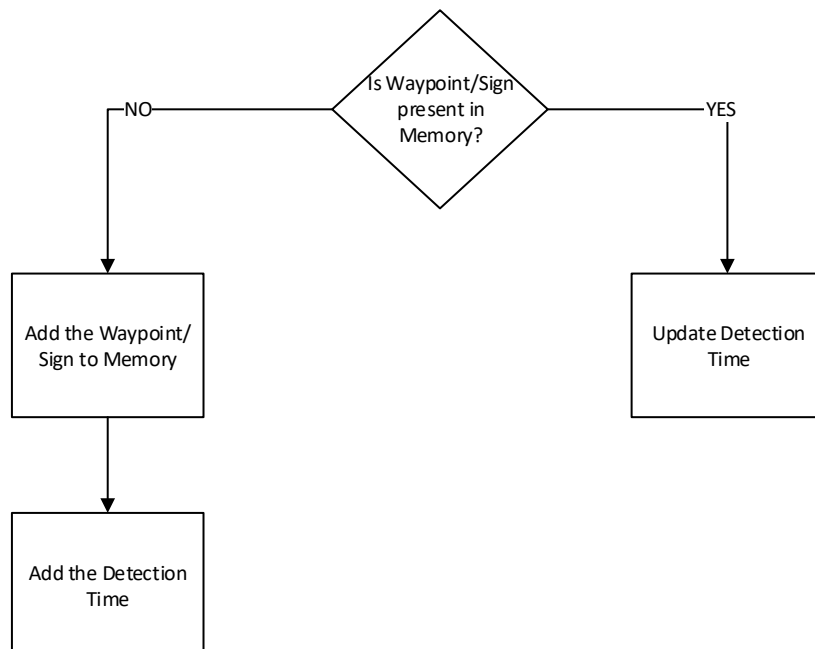 Is Waypoint/Sign
present in
Memory?
NO
YES
Add the Waypoint/
Sign to Memory
Update Detection
Time
Add the Detection
Time